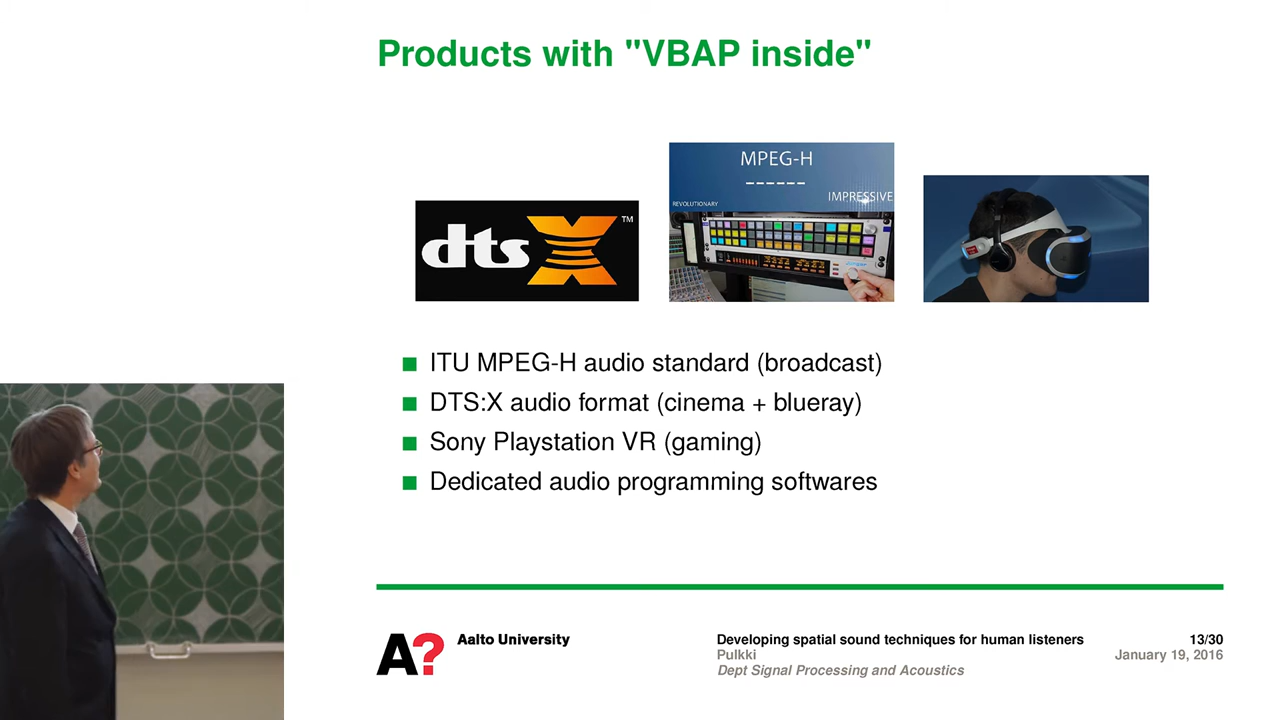 Products with "VBAP inside"
dts X ™
MPEG-H
------
IMPRESSIVE
REVOLUTIONARY
ITU MPEG-H audio standard (broadcast)
DTS:X audio format (cinema + blueray)
Sony Playstation VR (gaming)
Dedicated audio programming softwares
A? Aalto University
Developing spatial sound techniques for human listeners 13/30
Pulkki January 19, 2016
Dept Signal Processing and Acoustics